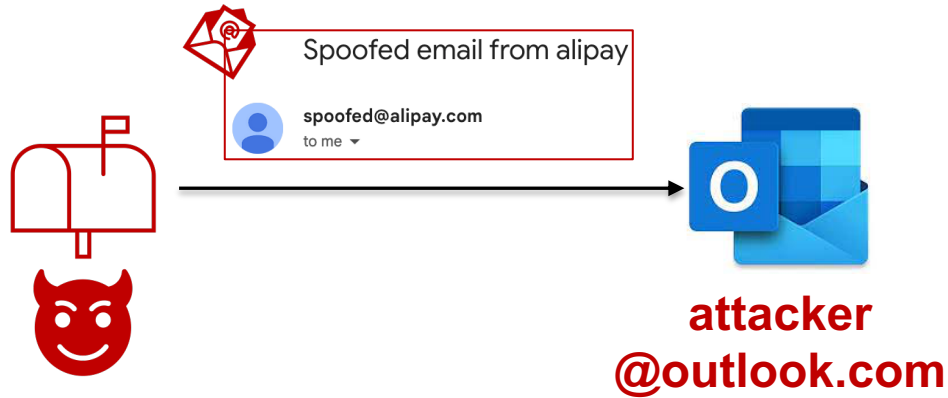 @
Spoofed email from alipay
spoofed@alipay.com
to me
O
attacker
@outlook.com